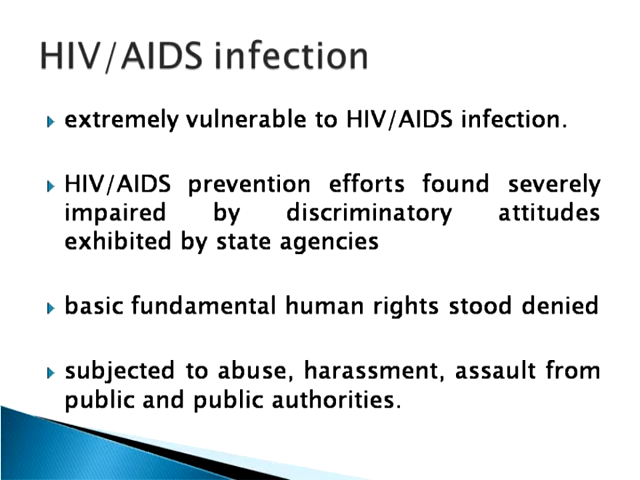 HIV/AIDS infection
extremely vulnerable to HIV/AIDS infection.
HIV/AIDS prevention efforts found severely
impaired by discriminatory attitudes
exhibited by state agencies
basic fundamental human rights stood denied
subjected to abuse, harassment, assault from
public and public authorities.